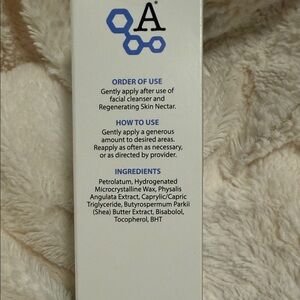 A®
ORDER OF USE
Gently apply after use of
facial cleanser and
Regenerating Skin Nectar.
HOW TO USE
Gently apply a generous
amount to desired areas.
Reapply as often as necessary,
or as directed by provider.
INGREDIENTS
Petrolatum, Hydrogenated
Microcrystalline Wax, Physalis
Angulata Extract, Caprylic/Capric
Triglyceride, Butyrospermum Parkii
(Shea) Butter Extract, Bisabolol,
Tocopherol, BHT